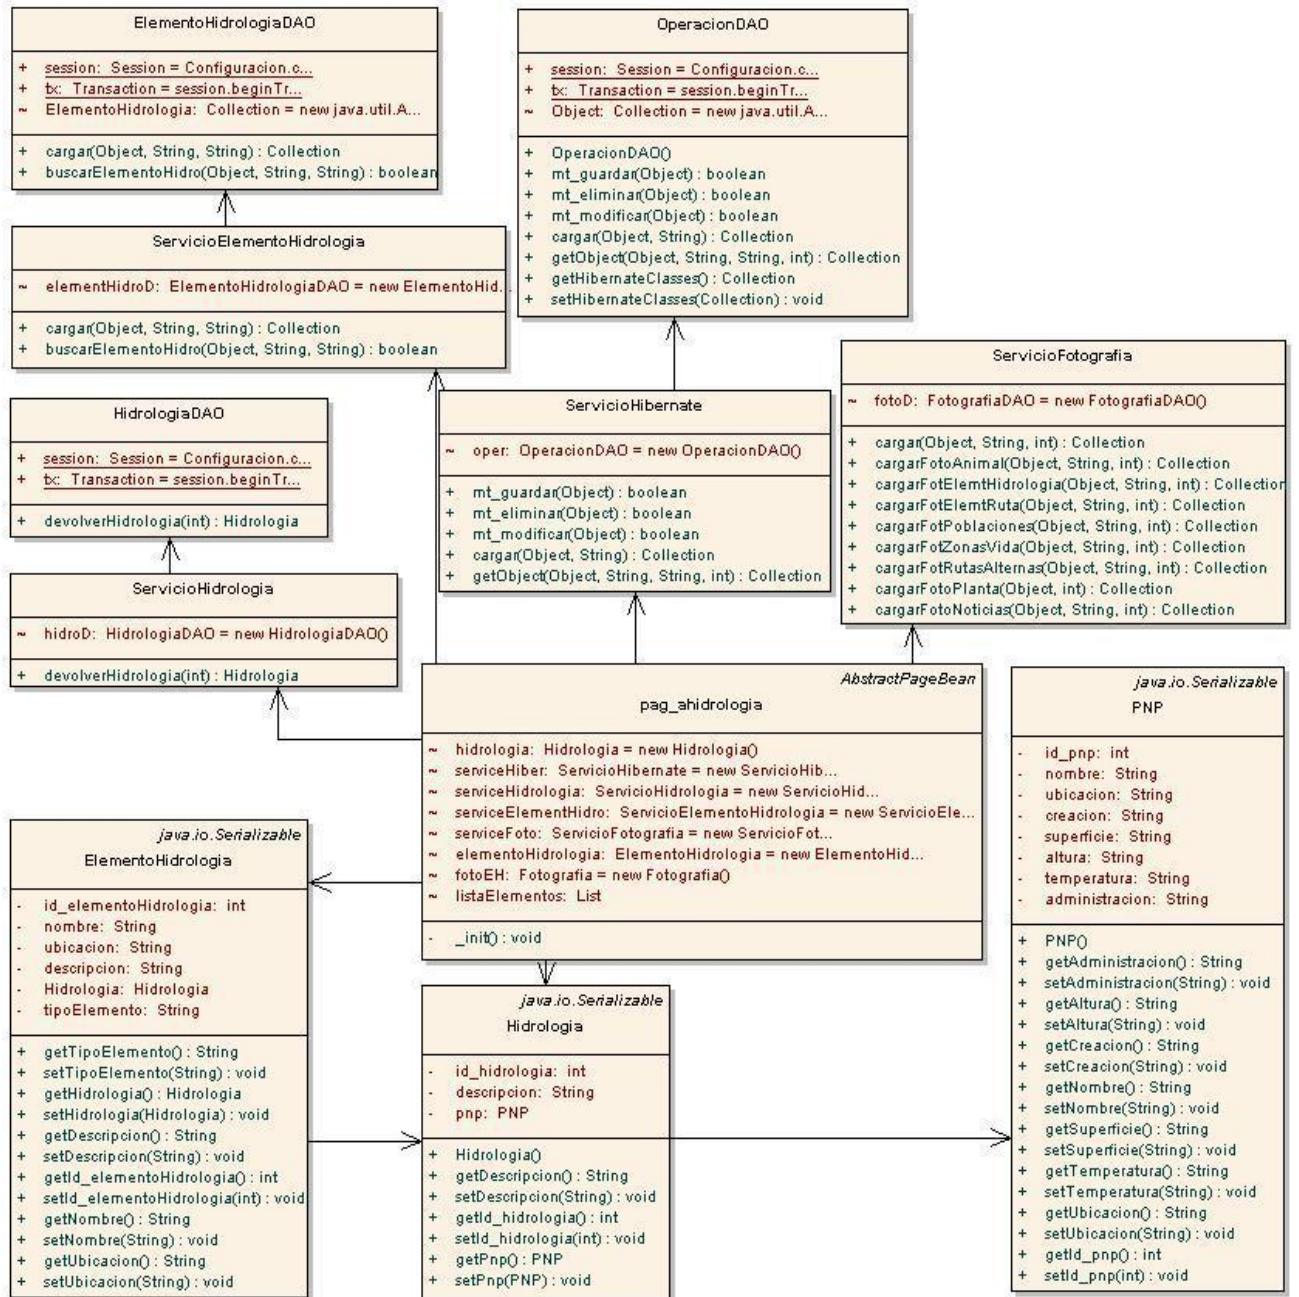 ElementoHidrologiaDAO
+ session: Session = Configuracion.c...
+ tx: Transaction = session.beginTr...
~ ElementoHidrologia: Collection = new java.util.A...
+ cargar(Object, String, String) : Collection
+ buscarElementoHidro(Object, String, String) : boolean
OperacionDAO
+ session: Session = Configuracion.c...
+ tx: Transaction = session.beginTr...
~ Object: Collection = new java.util.A...
+ OperacionDAO()
+ mt_guardar(Object) : boolean
+ mt_eliminar(Object) : boolean
+ mt_modificar(Object) : boolean
+ cargar(Object, String) : Collection
+ getObject(Object, String, String, int) : Collection
+ getHibernateClasses() : Collection
+ setHibernateClasses(Collection) : void
ServicioElementoHidrologia
~ elementHidroD: ElementoHidrologiaDAO = new ElementoHid...
+ cargar(Object, String, String) : Collection
+ buscarElementoHidro(Object, String, String) : boolean
ServicioFotografia
~ fotoD: FotografiaDAO = new FotografiaDAO()
+ cargar(Object, String, int) : Collection
+ cargarFotoAnimal(Object, String, int) : Collection
+ cargarFotElemtHidrologia(Object, String, int) : Collection
+ cargarFotElemtRuta(Object, String, int) : Collection
+ cargarFotPoblaciones(Object, String, int) : Collection
+ cargarFotZonasVida(Object, String, int) : Collection
+ cargarFotRutasAlternas(Object, String, int) : Collection
+ cargarFotoPlanta(Object, int) : Collection
+ cargarFotoNoticias(Object, String, int) : Collection
HidrologiaDAO
+ session: Session = Configuracion.c...
+ tx: Transaction = session.beginTr...
+ devolverHidrologia(int) : Hidrologia
ServicioHibernate
~ oper: OperacionDAO = new OperacionDAO()
+ mt_guardar(Object) : boolean
+ mt_eliminar(Object) : boolean
+ mt_modificar(Object) : boolean
+ cargar(Object, String) : Collection
+ getObject(Object, String, String, int) : Collection
ServicioHidrologia
~ hidroD: HidrologiaDAO = new HidrologiaDAO()
+ devolverHidrologia(int) : Hidrologia
AbstractPageBean
pag_ahidrologia
~ hidrologia: Hidrologia = new Hidrologia()
~ serviceHiber: ServicioHibernate = new ServicioHib...
~ serviceHidrologia: ServicioHidrologia = new ServicioHid...
~ serviceElementHidro: ServicioElementoHidrologia = new ServicioEle...
~ serviceFoto: ServicioFotografia = new ServicioFot...
~ elementoHidrologia: ElementoHidrologia = new ElementoHid...
~ fotoEH: Fotografia = new Fotografia()
~ listaElementos: List
- _init() : void
java.io.Serializable
PNP
- id_pnp: int
- nombre: String
- ubicacion: String
- creacion: String
- superficie: String
- altura: String
- temperatura: String
- administracion: String
+ PNP()
+ getAdministracion() : String
+ setAdministracion(String) : void
+ getAltura() : String
+ setAltura(String) : void
+ getCreacion() : String
+ setCreacion(String) : void
+ getNombre() : String
+ setNombre(String) : void
+ getSuperficie() : String
+ setSuperficie(String) : void
+ getTemperatura() : String
+ setTemperatura(String) : void
+ getUbicacion() : String
+ setUbicacion(String) : void
+ getId_pnp() : int
+ setId_pnp(int) : void
java.io.Serializable
ElementoHidrologia
- id_elementoHidrologia: int
- nombre: String
- ubicacion: String
- descripcion: String
- Hidrologia: Hidrologia
- tipoElemento: String
+ getTipoElemento() : String
+ setTipoElemento(String) : void
+ getHidrologia() : Hidrologia
+ setHidrologia(Hidrologia) : void
+ getDescripcion() : String
+ setDescripcion(String) : void
+ getId_elementoHidrologia() : int
+ setId_elementoHidrologia(int) : void
+ getNombre() : String
+ setNombre(String) : void
+ getUbicacion() : String
+ setUbicacion(String) : void
java.io.Serializable
Hidrologia
- id_hidrologia: int
- descripcion: String
- pnp: PNP
+ Hidrologia()
+ getDescripcion() : String
+ setDescripcion(String) : void
+ getId_hidrologia() : int
+ setId_hidrologia(int) : void
+ getPnp() : PNP
+ setPnp(PNP) : void